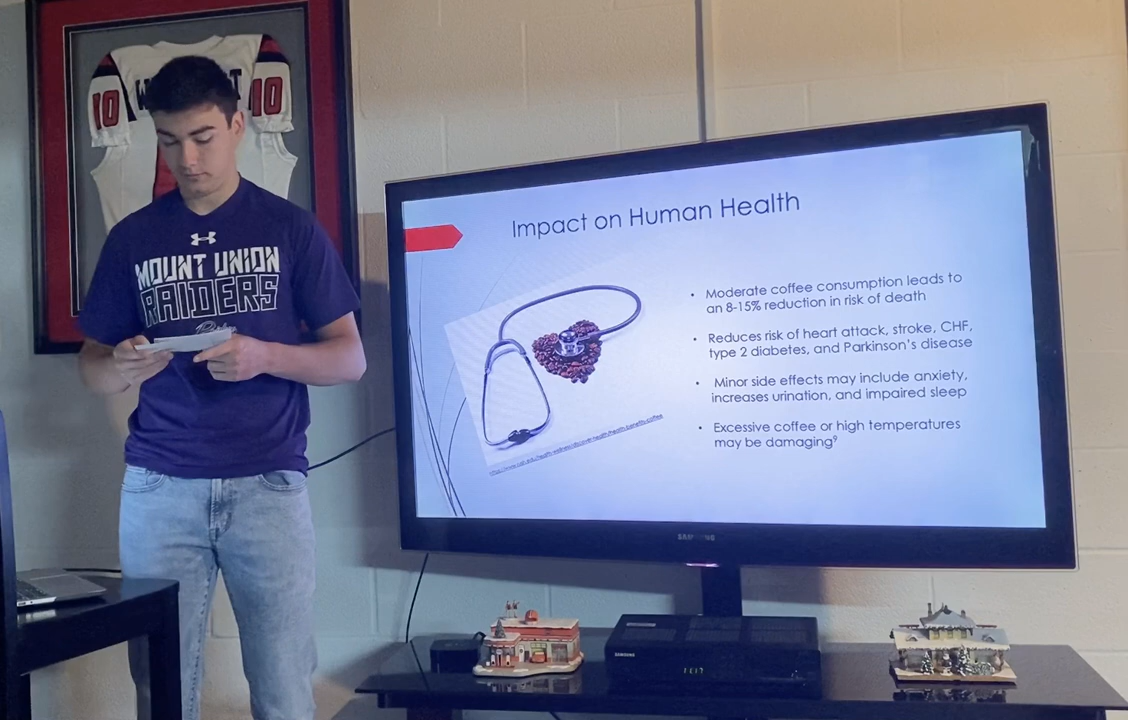 10
10
MOUNT UNION
RAIDERS
Impact on Human Health
• Moderate coffee consumption leads to
an 8-15% reduction in risk of death
• Reduces risk of heart attack, stroke, CHF,
type 2 diabetes, and Parkinson's disease
• Minor side effects may include anxiety,
increases urination, and impaired sleep
• Excessive coffee or high temperatures
may be damaging⁹
SAMSUNG
SAMSUNG